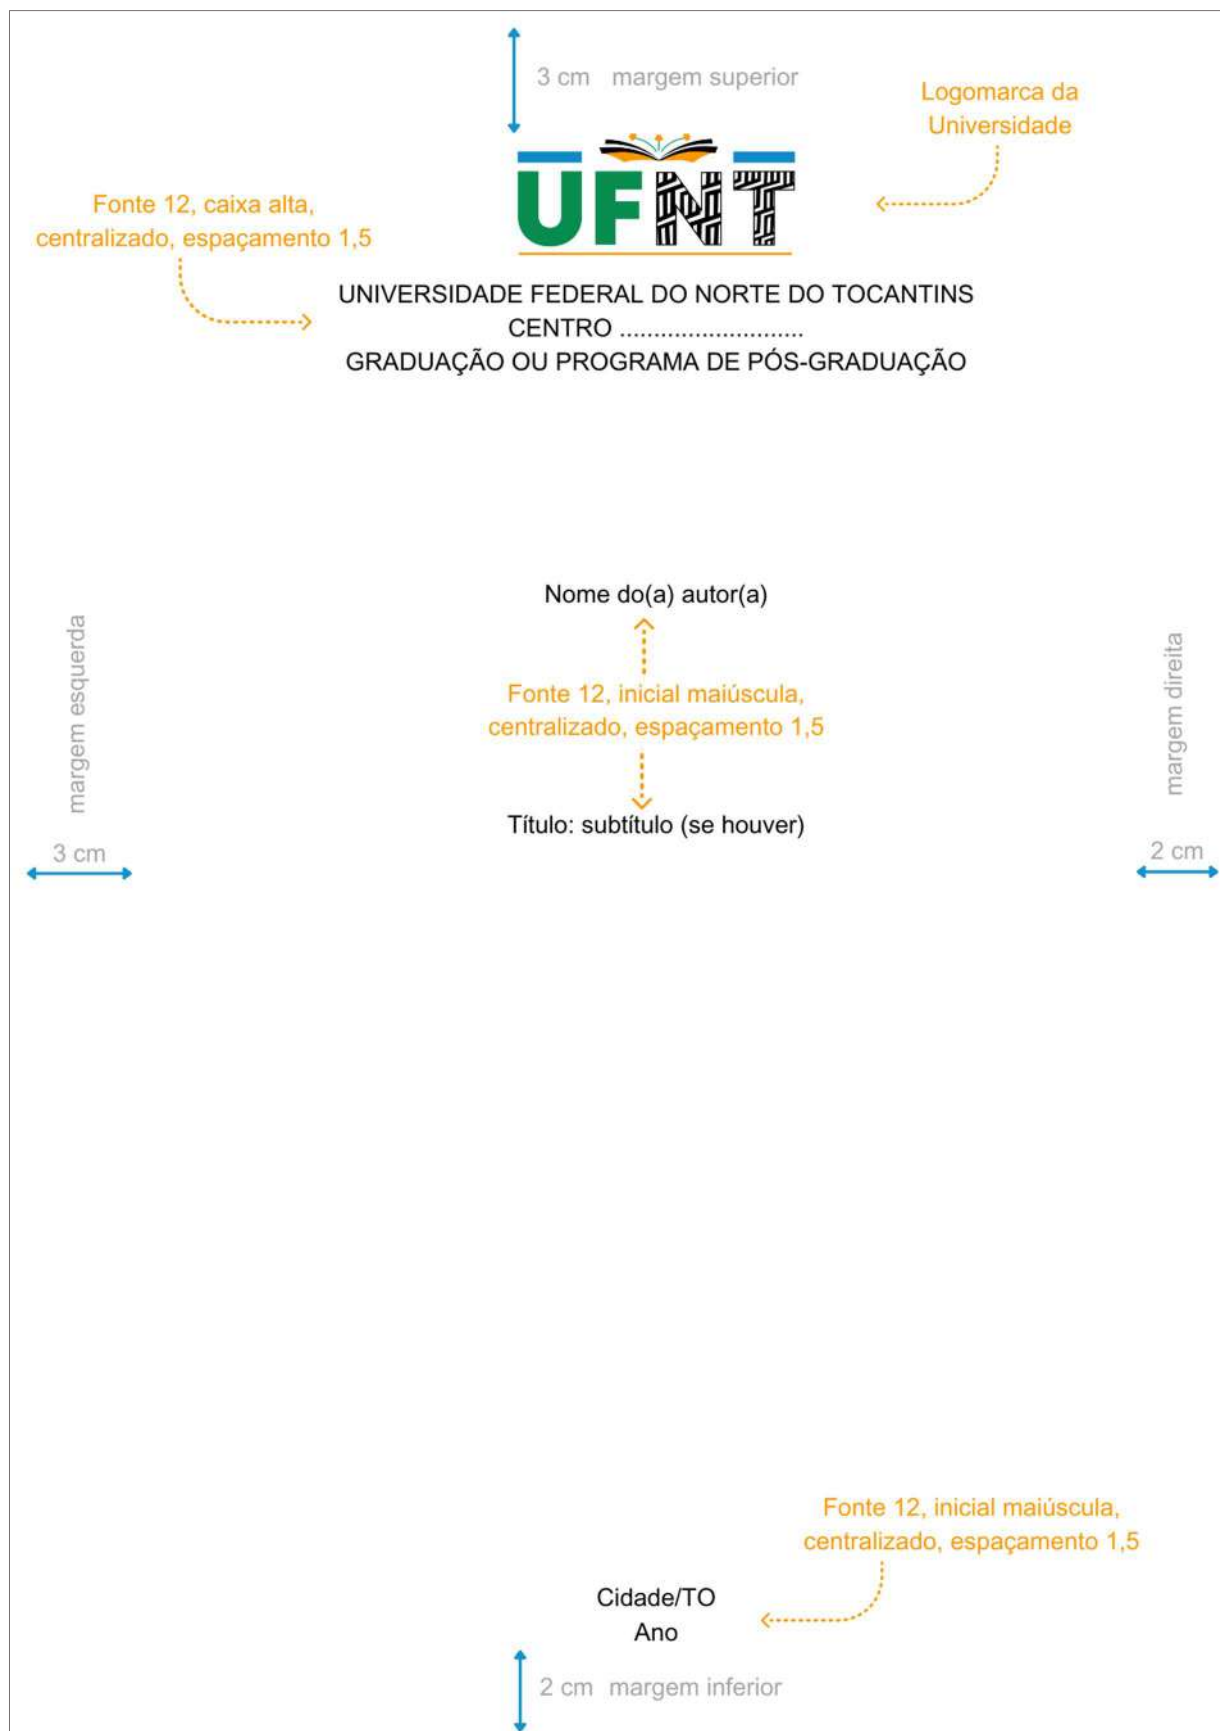 3 cm margem superior
Logomarca da
Universidade
UFNT
Fonte 12, caixa alta,
centralizado, espaçamento 1,5
UNIVERSIDADE FEDERAL DO NORTE DO TOCANTINS
CENTRO ...........................
GRADUAÇÃO OU PROGRAMA DE PÓS-GRADUAÇÃO
Nome do(a) autor(a)
Fonte 12, inicial maiúscula,
centralizado, espaçamento 1,5
Título: subtítulo (se houver)
margem esquerda
3 cm
margem direita
2 cm
Fonte 12, inicial maiúscula,
centralizado, espaçamento 1,5
Cidade/TO
Ano
2 cm margem inferior